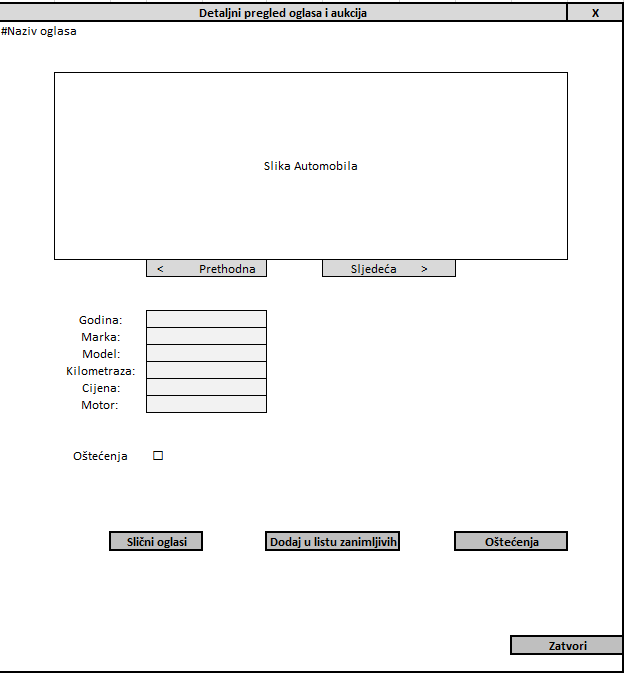 Detaljni pregled oglasa i aukcija X
#Naziv oglasa
Slika Automobila
< Prethodna Sljedeća >
Godina:
Marka:
Model:
Kilometraza:
Cijena:
Motor:
Oštećenja ☐
Slični oglasi Dodaj u listu zanimljivih Oštećenja
Zatvori